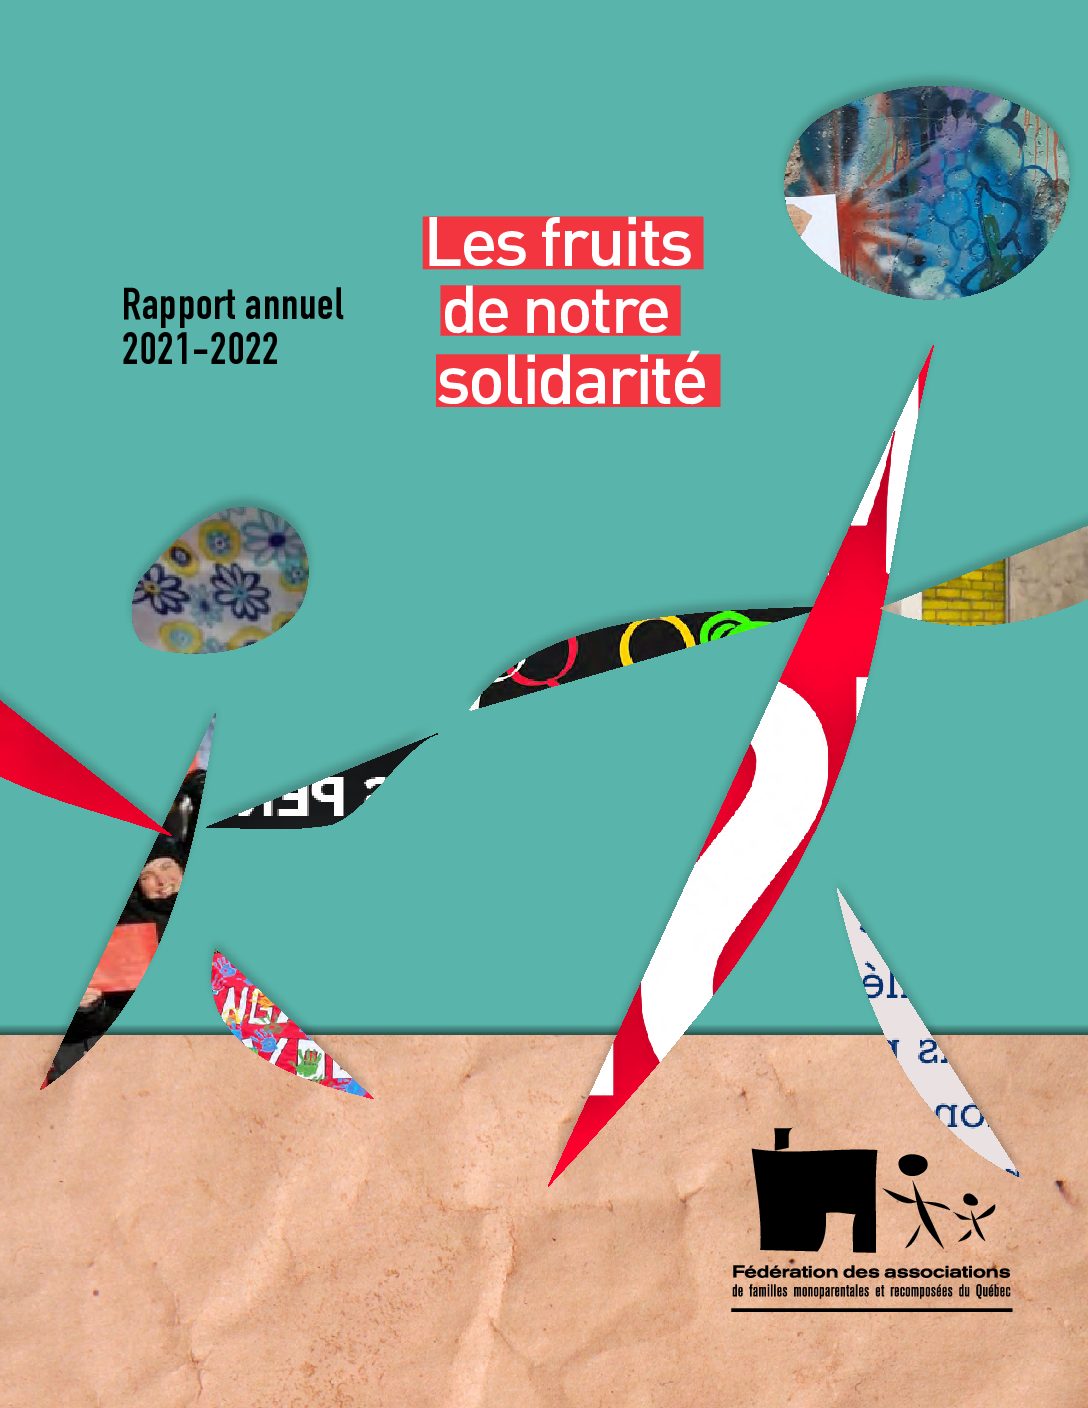 Rapport annuel
2021-2022
Les fruits
de notre
solidarité
Fédération des associations
de familles monoparentales et recomposées du Québec